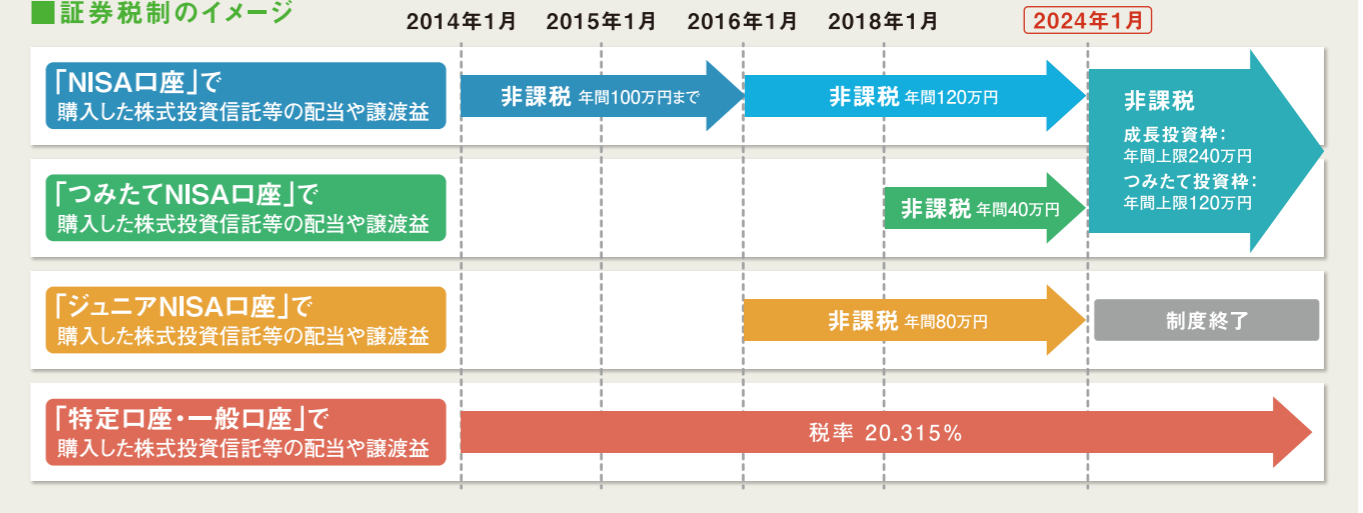 ■証券税制のイメージ
2014年1月 2015年1月 2016年1月 2018年1月 2024年1月
「NISA口座」で
購入した株式投資信託等の配当や譲渡益
非課税 年間100万円まで
非課税 年間120万円
非課税
成長投資枠：
年間上限240万円
つみたて投資枠：
年間上限120万円
「つみたてNISA口座」で
購入した株式投資信託等の配当や譲渡益
非課税 年間40万円
「ジュニアNISA口座」で
購入した株式投資信託等の配当や譲渡益
非課税 年間80万円
制度終了
「特定口座・一般口座」で
購入した株式投資信託等の配当や譲渡益
税率 20.315%